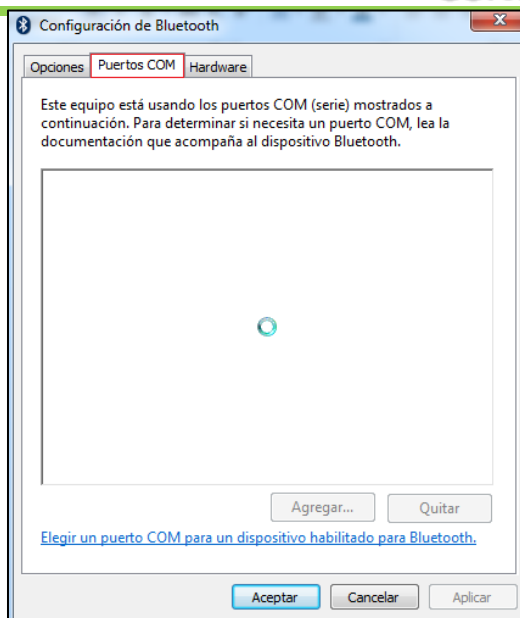 Configuración de Bluetooth
Opciones Puertos COM Hardware
Este equipo está usando los puertos COM (serie) mostrados a
continuación. Para determinar si necesita un puerto COM, lea la
documentación que acompaña al dispositivo Bluetooth.
Agregar... Quitar
Elegir un puerto COM para un dispositivo habilitado para Bluetooth.
Aceptar Cancelar Aplicar